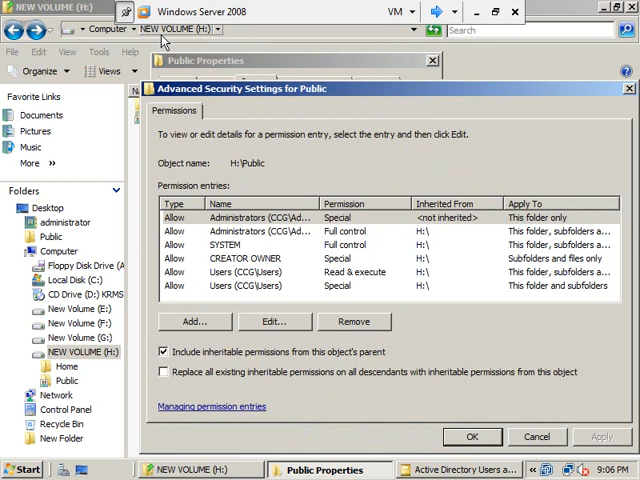 NEW VOLUME (H:)
Windows Server 2008
VM
Computer
NEW VOLUME (H:)
Search
File
Edit
View
Tools
Help
Public Properties
Organize
Advanced Security Settings for Public
Favorite Links
Documents
Pictures
Music
More »
Folders
Desktop
administrator
Public
Computer
Floppy Disk Drive (A
Local Disk (C:)
CD Drive (D:) KRMS
New Volume (E:)
New Volume (F:)
New Volume (G:)
NEW VOLUME (H:)
Home
Public
Network
Control Panel
Recycle Bin
New Folder
Permissions
To view or edit details for a permission entry, select the entry and then click Edit.
Object name: H:\Public
Permission entries:
Type Name Permission Inherited From Apply To
Allow Administrators (CCG\Ad... Special <not inherited> This folder only
Allow Administrators (CCG\Ad... Full control H:\ This folder, subfolders a...
Allow SYSTEM Full control H:\ This folder, subfolders a...
Allow CREATOR OWNER Special H:\ Subfolders and files only
Allow Users (CCG\Users) Read & execute H:\ This folder, subfolders a...
Allow Users (CCG\Users) Special H:\ This folder and subfolders
Add... Edit... Remove
Include inheritable permissions from this object's parent
Replace all existing inheritable permissions on all descendants with inheritable permissions from this object
Managing permission entries
OK Cancel Apply
Start
NEW VOLUME (H:)
Public Properties
Active Directory Users a...
9:06 PM